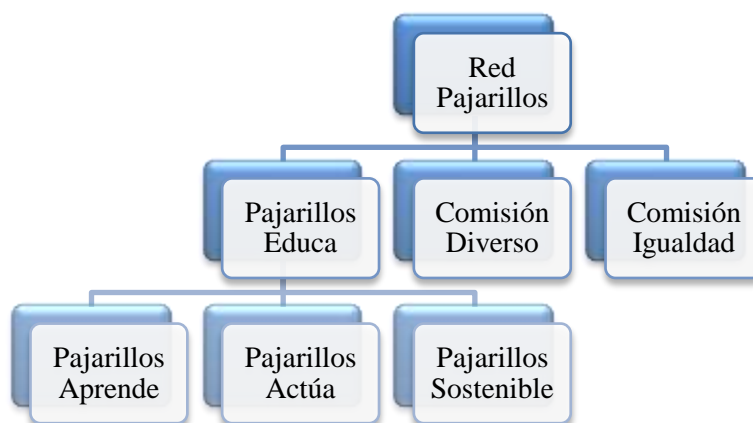 Red
Pajarillos
Pajarillos
Educa
Comisión
Diverso
Comisión
Igualdad
Pajarillos
Aprende
Pajarillos
Actúa
Pajarillos
Sostenible